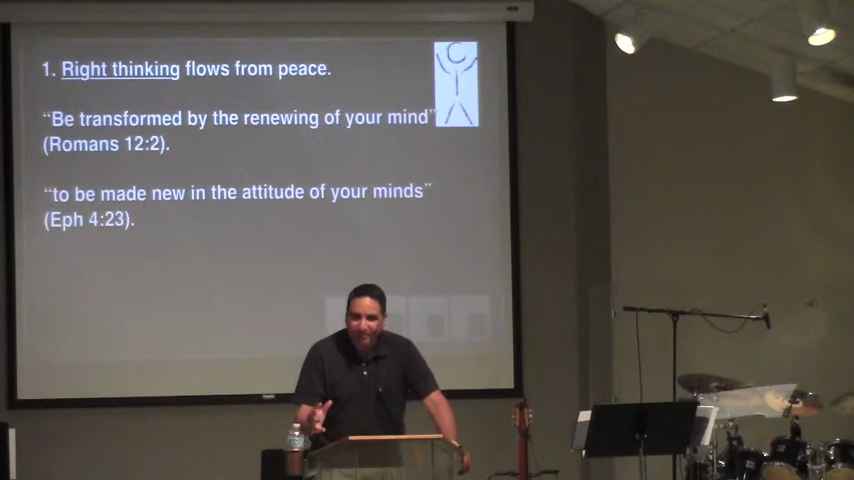 1. Right thinking flows from peace.
“Be transformed by the renewing of your mind”
(Romans 12:2).
“to be made new in the attitude of your minds”
(Eph 4:23).